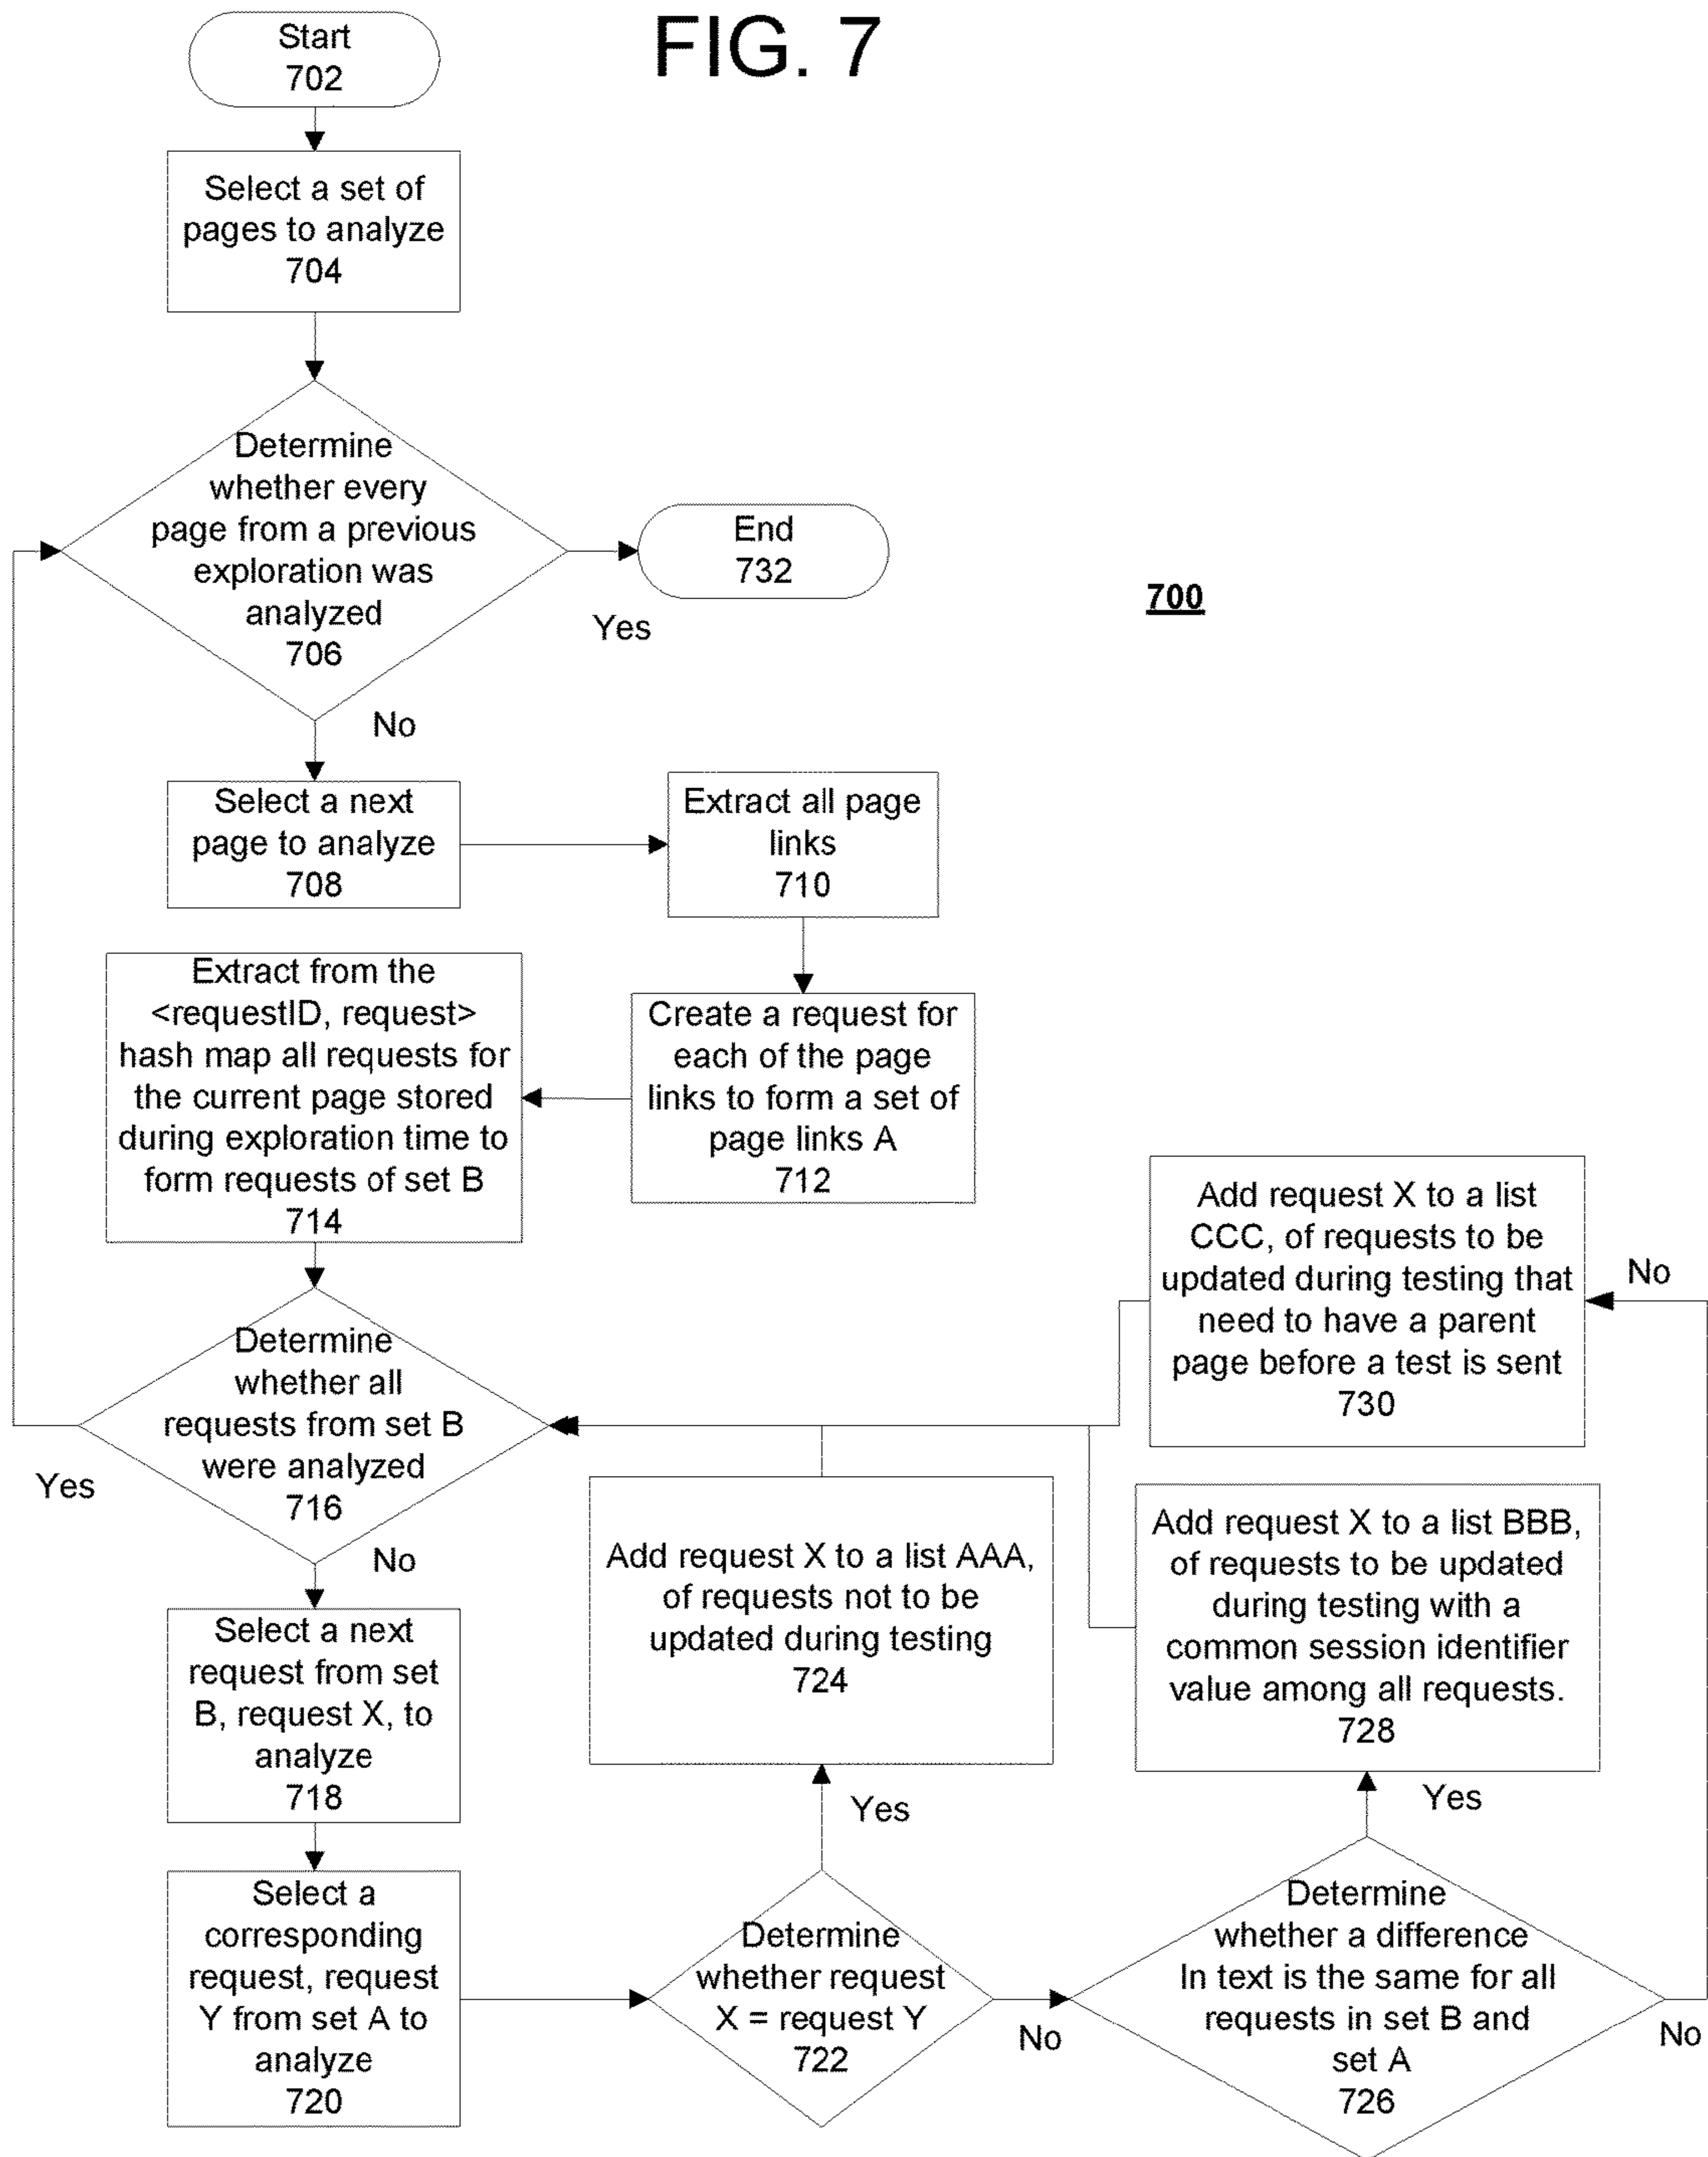 FIG. 7
Start
702
Select a set of
pages to analyze
704
Determine
whether every
page from a previous
exploration was
analyzed
706
End
732
Yes
700
No
Select a next
page to analyze
708
Extract all page
links
710
Extract from the
<requestID, request>
hash map all requests for
the current page stored
during exploration time to
form requests of set B
714
Create a request for
each of the page
links to form a set of
page links A
712
Add request X to a list
CCC, of requests to be
updated during testing that
need to have a parent
page before a test is sent
730
No
Determine
whether all
requests from set B
were analyzed
716
Yes
No
Add request X to a list AAA,
of requests not to be
updated during testing
724
Add request X to a list BBB,
of requests to be updated
during testing with a
common session identifier
value among all requests.
728
Select a next
request from set
B, request X, to
analyze
718
Yes
Yes
Select a
corresponding
request, request
Y from set A to
analyze
720
Determine
whether request
X = request Y
722
No
Determine
whether a difference
In text is the same for all
requests in set B and
set A
726
No